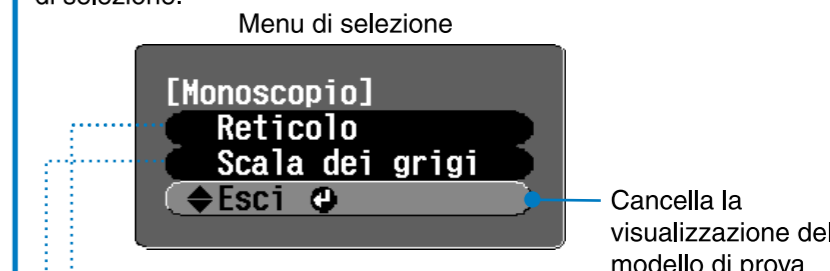 di selezione.
Menu di selezione
[Monoscopio]
Reticolo
Scala dei grigi
Esci
Cancella la
visualizzazione del
modello di prova